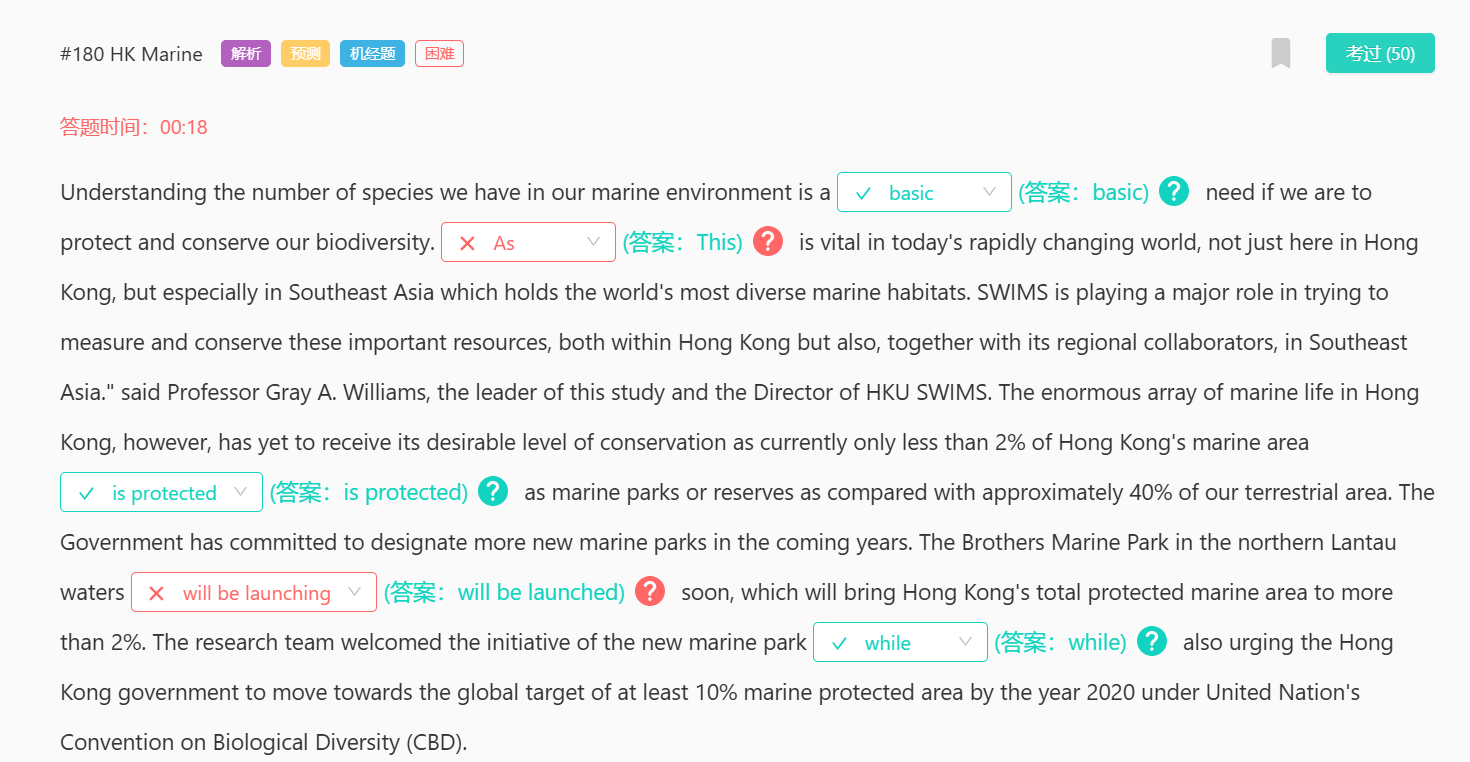 #180 HK Marine 解析 预测 机经题 困难 考过 (50)
答题时间：00:18
Understanding the number of species we have in our marine environment is a ✓ basic (答案：basic) ? need if we are to
protect and conserve our biodiversity. ✕ As (答案：This) ? is vital in today's rapidly changing world, not just here in Hong
Kong, but especially in Southeast Asia which holds the world's most diverse marine habitats. SWIMS is playing a major role in trying to
measure and conserve these important resources, both within Hong Kong but also, together with its regional collaborators, in Southeast
Asia." said Professor Gray A. Williams, the leader of this study and the Director of HKU SWIMS. The enormous array of marine life in Hong
Kong, however, has yet to receive its desirable level of conservation as currently only less than 2% of Hong Kong's marine area
✓ is protected (答案：is protected) ? as marine parks or reserves as compared with approximately 40% of our terrestrial area. The
Government has committed to designate more new marine parks in the coming years. The Brothers Marine Park in the northern Lantau
waters ✕ will be launching (答案：will be launched) ? soon, which will bring Hong Kong's total protected marine area to more
than 2%. The research team welcomed the initiative of the new marine park ✓ while (答案：while) ? also urging the Hong
Kong government to move towards the global target of at least 10% marine protected area by the year 2020 under United Nation's
Convention on Biological Diversity (CBD).